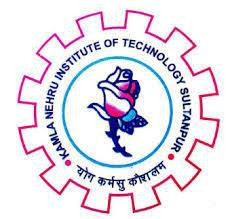 KAMLA NEHRU INSTITUTE OF TECHNOLOGY SULTANPUR
योगः कर्मसु कौशलम्